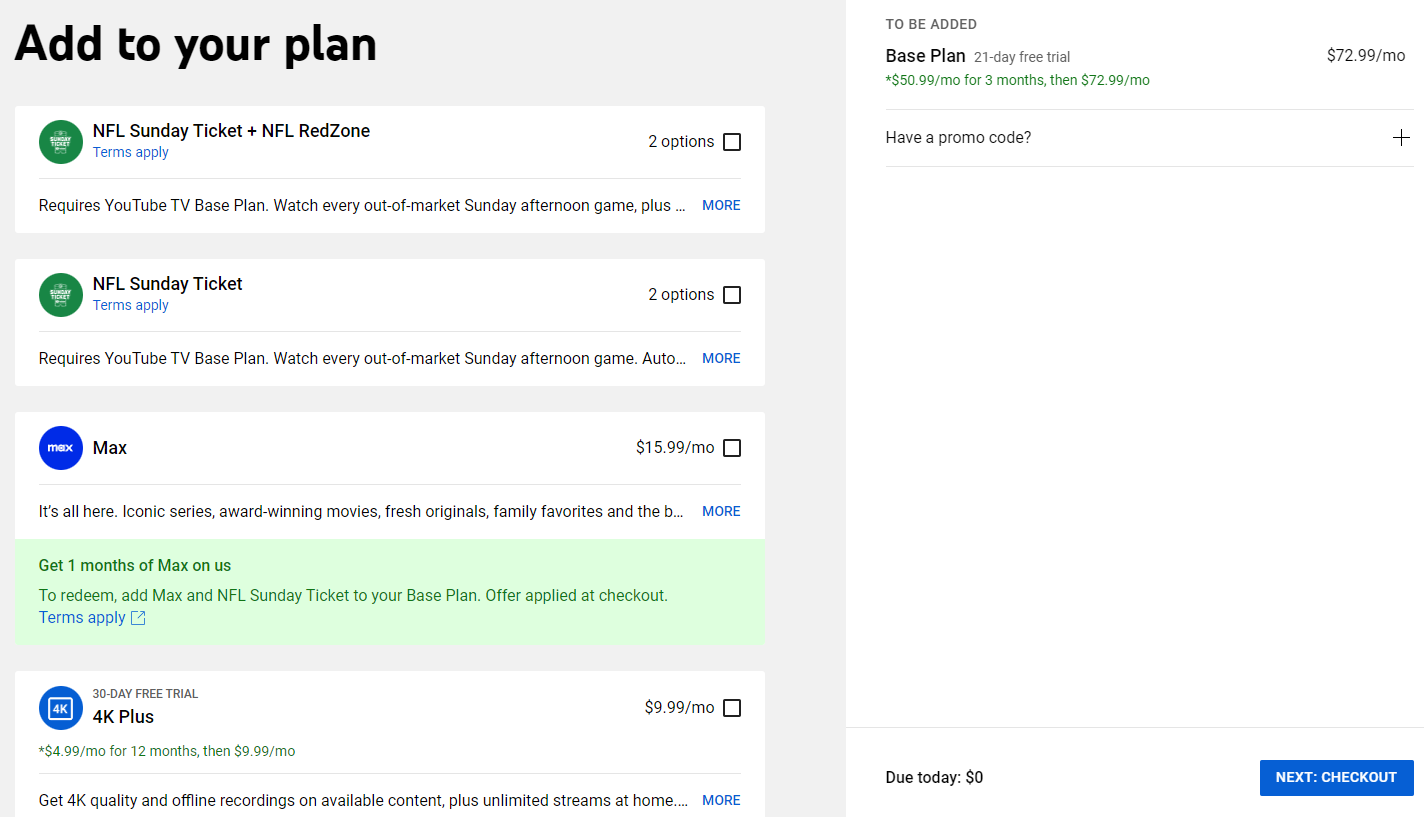 Add to your plan
NFL Sunday Ticket + NFL RedZone
Terms apply
2 options
Requires YouTube TV Base Plan. Watch every out-of-market Sunday afternoon game, plus ...
MORE
NFL Sunday Ticket
Terms apply
2 options
Requires YouTube TV Base Plan. Watch every out-of-market Sunday afternoon game. Auto...
MORE
max
Max
$15.99/mo
It’s all here. Iconic series, award-winning movies, fresh originals, family favorites and the b...
MORE
Get 1 months of Max on us
To redeem, add Max and NFL Sunday Ticket to your Base Plan. Offer applied at checkout.
Terms apply
4K
30-DAY FREE TRIAL
4K Plus
$9.99/mo
*$4.99/mo for 12 months, then $9.99/mo
Get 4K quality and offline recordings on available content, plus unlimited streams at home....
MORE
TO BE ADDED
Base Plan 21-day free trial
$72.99/mo
*$50.99/mo for 3 months, then $72.99/mo
Have a promo code?
Due today: $0
NEXT: CHECKOUT